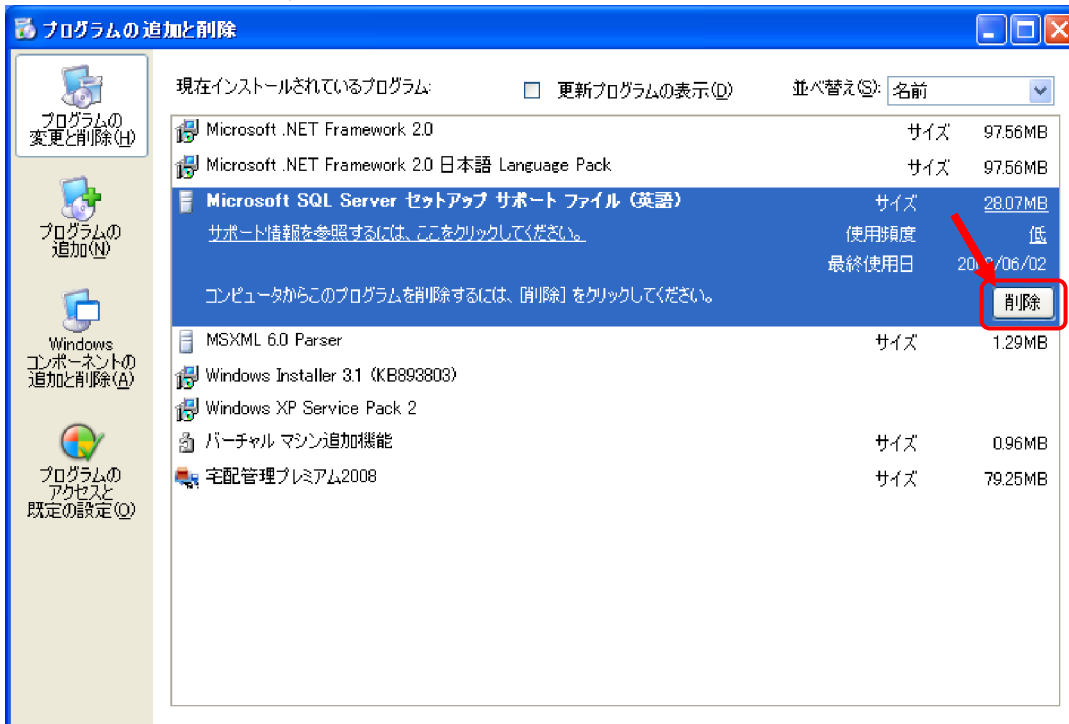 プログラムの追加と削除
プログラムの
変更と削除(H)
プログラムの
追加(N)
Windows
コンポーネントの
追加と削除(A)
プログラムの
アクセスと
既定の設定(O)
現在インストールされているプログラム: 更新プログラムの表示(D) 並べ替え(S): 名前
Microsoft .NET Framework 2.0 サイズ 97.56MB
Microsoft .NET Framework 2.0 日本語 Language Pack サイズ 97.56MB
Microsoft SQL Server セットアップ サポート ファイル (英語) サイズ 28.07MB
サポート情報を参照するには、ここをクリックしてください。 使用頻度 低
最終使用日 /06/02
コンピュータからこのプログラムを削除するには、[削除] をクリックしてください。 削除
MSXML 6.0 Parser サイズ 1.29MB
Windows Installer 3.1 (KB893803)
Windows XP Service Pack 2
バーチャル マシン追加機能 サイズ 0.96MB
宅配管理プレミアム2008 サイズ 79.25MB